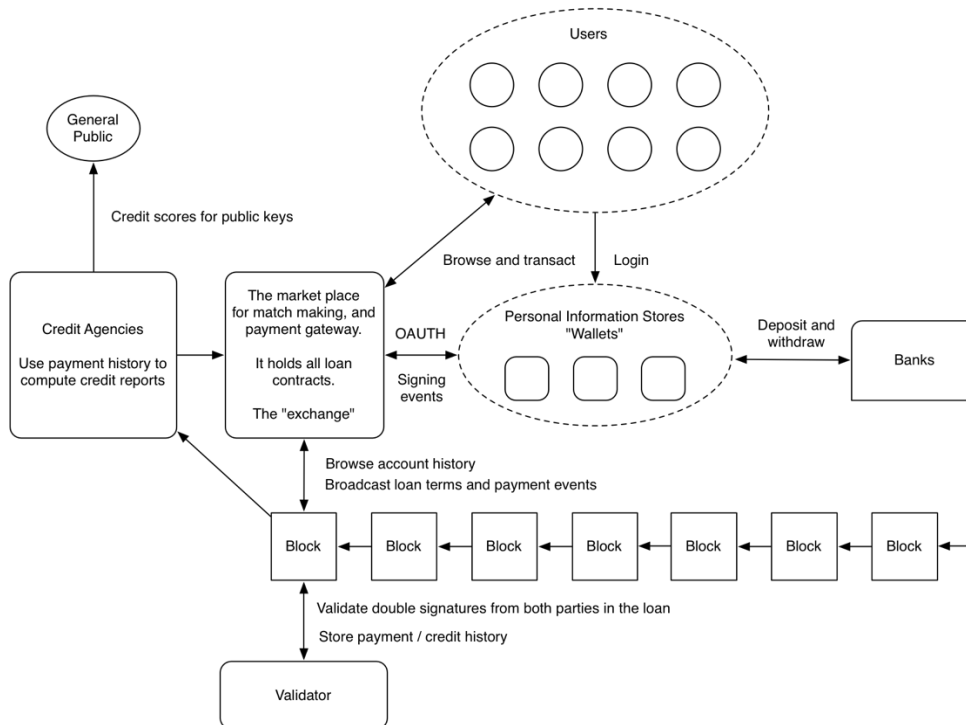 Users
General
Public
Credit scores for public keys
Browse and transact
Login
Credit Agencies
Use payment history to
compute credit reports
The market place
for match making, and
payment gateway.
It holds all loan
contracts.
The "exchange"
OAUTH
Signing
events
Personal Information Stores
"Wallets"
Deposit and
withdraw
Banks
Browse account history
Broadcast loan terms and payment events
Block
Block
Block
Block
Block
Block
Block
Validate double signatures from both parties in the loan
Store payment / credit history
Validator